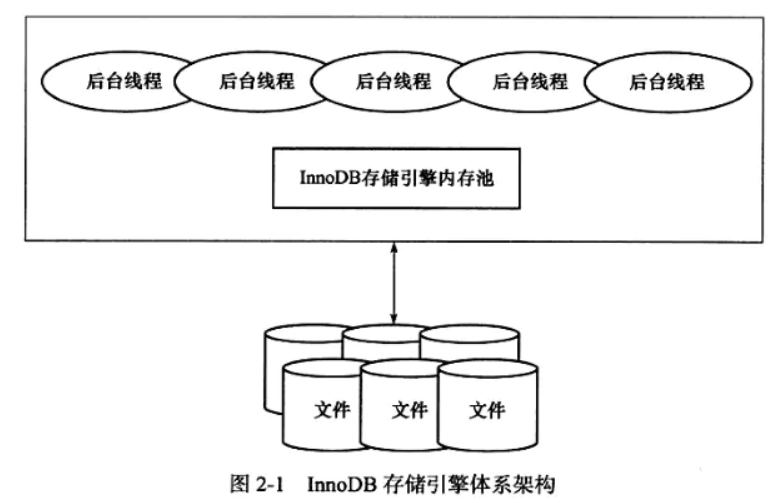 后台线程 后台线程 后台线程 后台线程 后台线程
InnoDB存储引擎内存池
文件 文件 文件
图 2-1 InnoDB 存储引擎体系架构